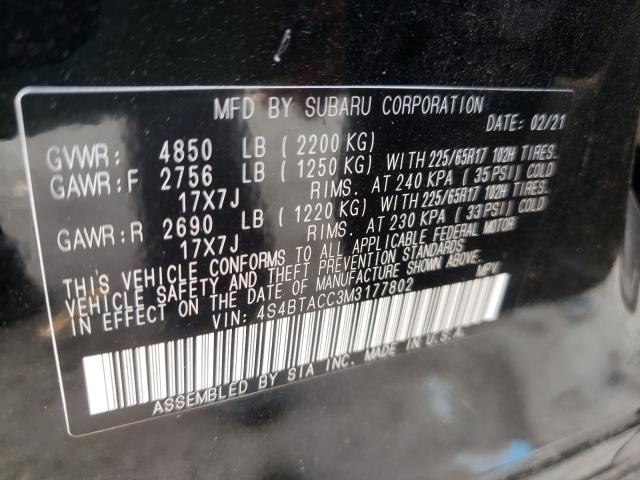 MFD BY SUBARU CORPORATION
DATE: 02/21
GVWR: 4850 LB (2200 KG)
GAWR:F 2756 LB (1250 KG) WITH 225/65R17 102H TIRES.
17X7J RIMS. AT 240 KPA (35 PSI) COLD
GAWR:R 2690 LB (1220 KG) WITH 225/65R17 102H TIRES.
17X7J RIMS. AT 230 KPA (33 PSI) COLD
THIS VEHICLE CONFORMS TO ALL APPLICABLE FEDERAL MOTOR
VEHICLE SAFETY AND THEFT PREVENTION STANDARDS
IN EFFECT ON THE DATE OF MANUFACTURE SHOWN ABOVE.
VIN: 4S4BTACC3M3177802 MPV
ASSEMBLED BY SIA INC. MADE IN U.S.A.